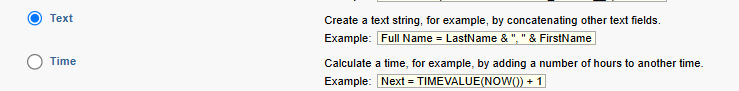 Text
Create a text string, for example, by concatenating other text fields.
Example: Full Name = LastName & ", " & FirstName
Time
Calculate a time, for example, by adding a number of hours to another time.
Example: Next = TIMEVALUE(NOW()) + 1